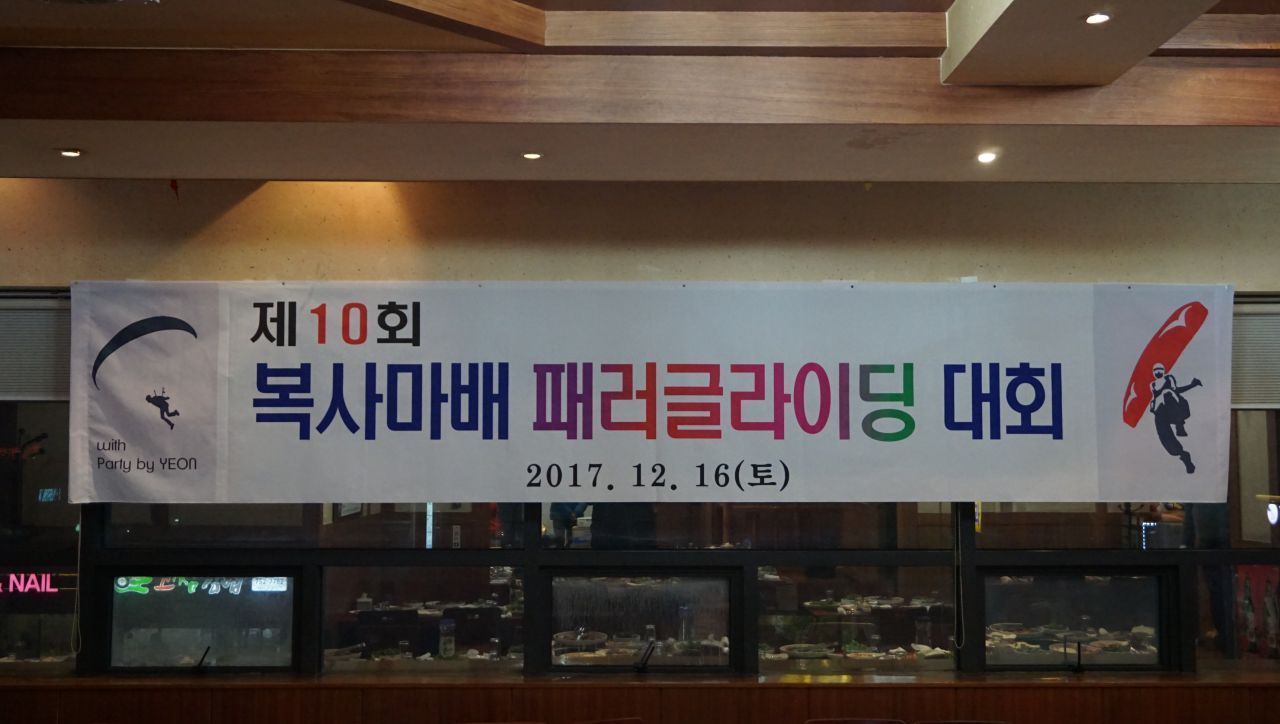 제10회
복사마배 패러글라이딩 대회
2017. 12. 16(토)
with
Party by YEON
NAIL